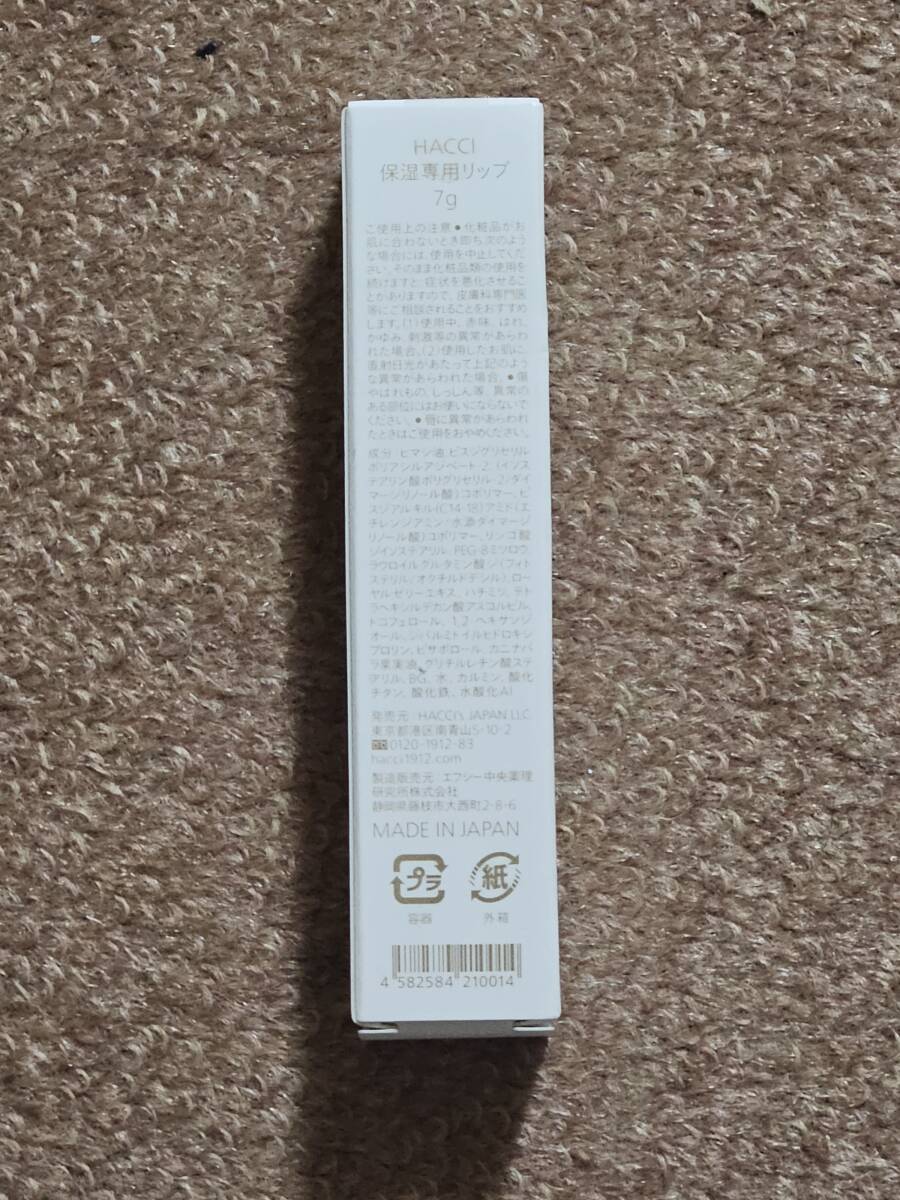 HACCI
保湿専用リップ
7g
ご使用上の注意 ●化粧品がお
肌に合わないとき即ち次のよう
な場合には、使用を中止してくだ
さい。そのまま化粧品類の使用を
続けますと、症状を悪化させるこ
とがありますので、皮膚科専門医
等にご相談されることをおすすめ
します。(1)使用中、赤味、はれ、
かゆみ、刺激等の異常があらわ
れた場合。(2)使用したお肌に、
直射日光があたって上記のよう
な異常があらわれた場合。●傷
やはれもの、しっしん等、異常の
ある部位にはお使いにならないで
ください。●唇に異常があらわれ
たときはご使用をおやめください。
成分:ヒマシ油、ビスジグリセリル
ポリアシルアジペート-2、(イソス
テアリン酸ポリグリセリル-2/ダイ
マージリノール酸)コポリマー、ビ
スジアルキル(C14-18)アミド(エ
チレンジアミン/水添ダイマージ
リノール酸)コポリマー、リンゴ酸
ジイソステアリル、PEG-8ミツロウ、
ラウロイルグルタミン酸ジ(フィト
ステリル/オクチルドデシル)、ロー
ヤルゼリーエキス、ハチミツ、テト
ラヘキシルデカン酸アスコルビル、
トコフェロール、1,2-ヘキサンジ
オール、ジパルミトイルヒドロキシ
プロリン、ビサボロール、カニナバ
ラ果実油、グリチルレチン酸ステ
アリル、BG、水、カルミン、酸化
チタン、酸化鉄、水酸化Al
発売元:HACCI's JAPAN LLC
東京都港区南青山5-10-2
0120-1912-83
hacci1912.com
製造販売元:エフシー中央薬理
研究所株式会社
静岡県藤枝市大西町2-8-6
MADE IN JAPAN
プラ 紙
容器 外箱
4 582584 210014